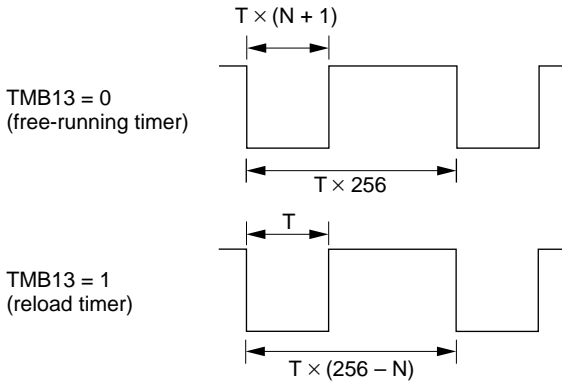 T × (N + 1)
TMB13 = 0
(free-running timer)
T × 256
T
TMB13 = 1
(reload timer)
T × (256 – N)